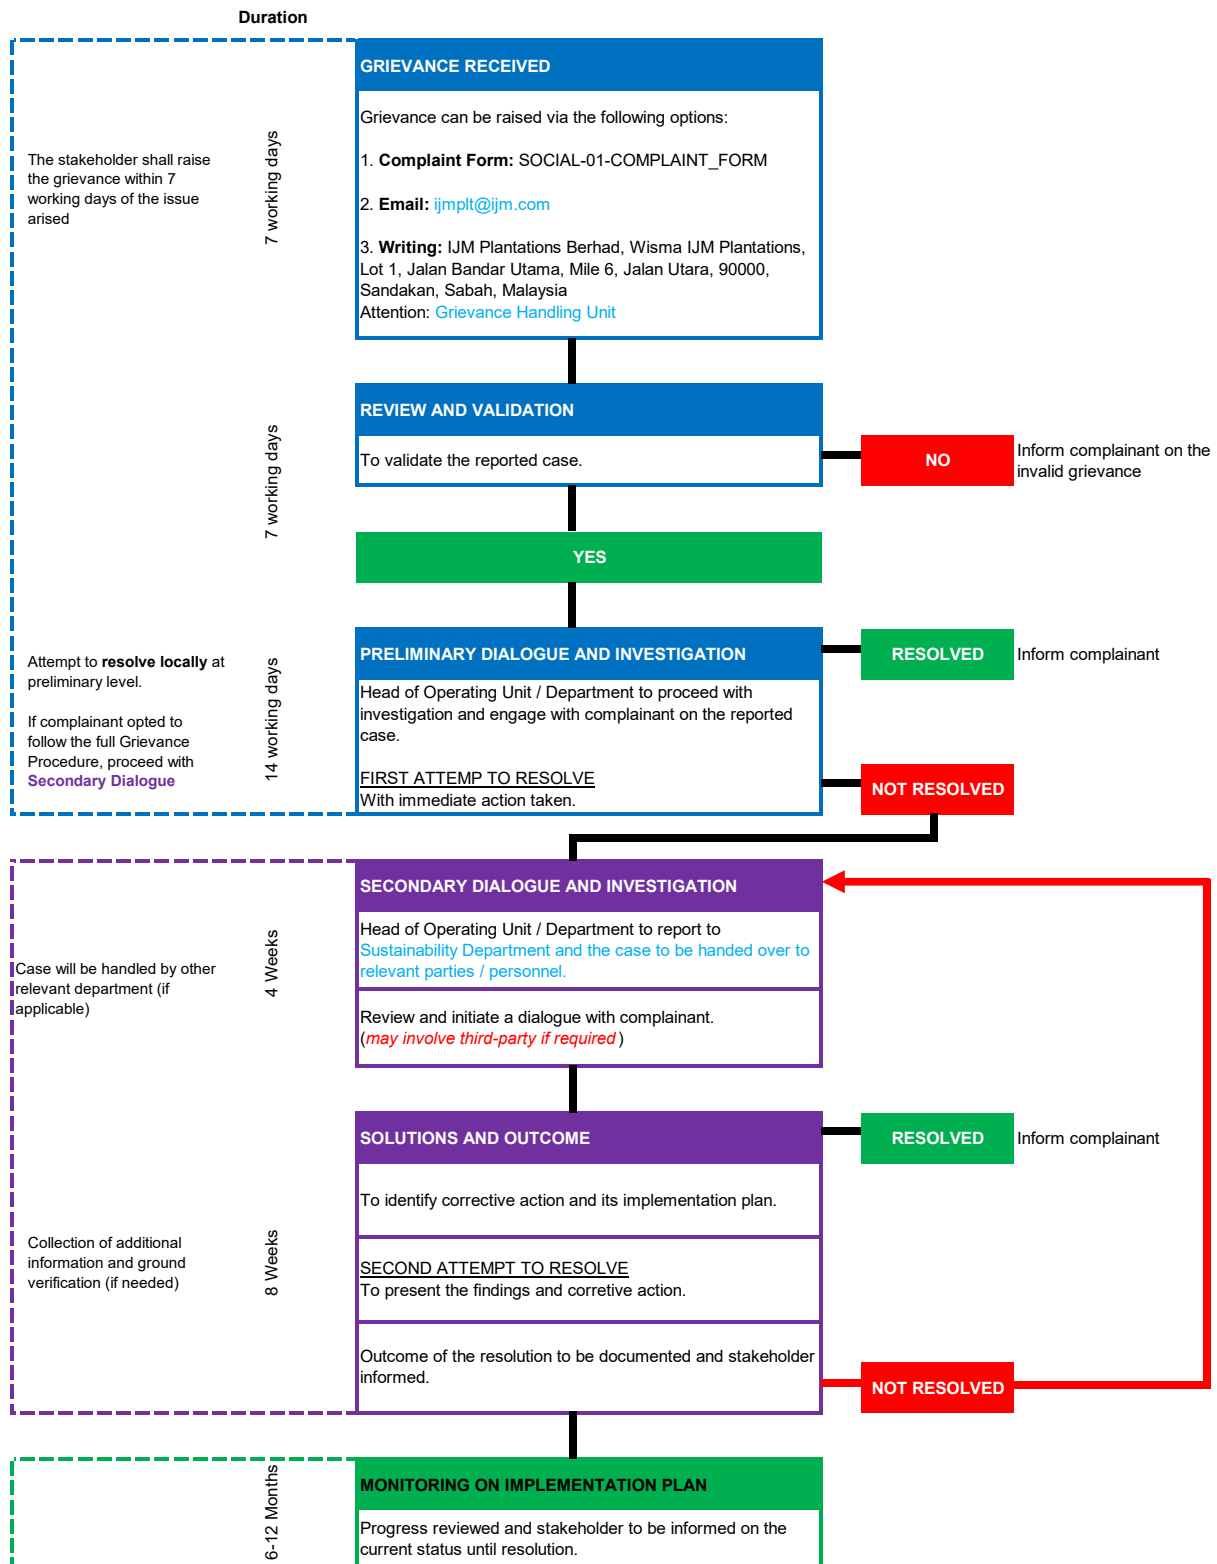 Duration
GRIEVANCE RECEIVED
Grievance can be raised via the following options:
1. Complaint Form: SOCIAL-01-COMPLAINT_FORM
2. Email: ijmplt@ijm.com
3. Writing: IJM Plantations Berhad, Wisma IJM Plantations,
Lot 1, Jalan Bandar Utama, Mile 6, Jalan Utara, 90000,
Sandakan, Sabah, Malaysia
Attention: Grievance Handling Unit
The stakeholder shall raise
the grievance within 7
working days of the issue
arised
7 working days
REVIEW AND VALIDATION
To validate the reported case.
7 working days
NO
Inform complainant on the
invalid grievance
YES
PRELIMINARY DIALOGUE AND INVESTIGATION
Head of Operating Unit / Department to proceed with
investigation and engage with complainant on the reported
case.
FIRST ATTEMP TO RESOLVE
With immediate action taken.
Attempt to resolve locally at
preliminary level.
If complainant opted to
follow the full Grievance
Procedure, proceed with
Secondary Dialogue
14 working days
RESOLVED
Inform complainant
NOT RESOLVED
SECONDARY DIALOGUE AND INVESTIGATION
Head of Operating Unit / Department to report to
Sustainability Department and the case to be handed over to
relevant parties / personnel.
Review and initiate a dialogue with complainant.
(may involve third-party if required )
Case will be handled by other
relevant department (if
applicable)
4 Weeks
SOLUTIONS AND OUTCOME
To identify corrective action and its implementation plan.
SECOND ATTEMPT TO RESOLVE
To present the findings and corretive action.
Outcome of the resolution to be documented and stakeholder
informed.
Collection of additional
information and ground
verification (if needed)
8 Weeks
RESOLVED
Inform complainant
NOT RESOLVED
MONITORING ON IMPLEMENTATION PLAN
Progress reviewed and stakeholder to be informed on the
current status until resolution.
6-12 Months